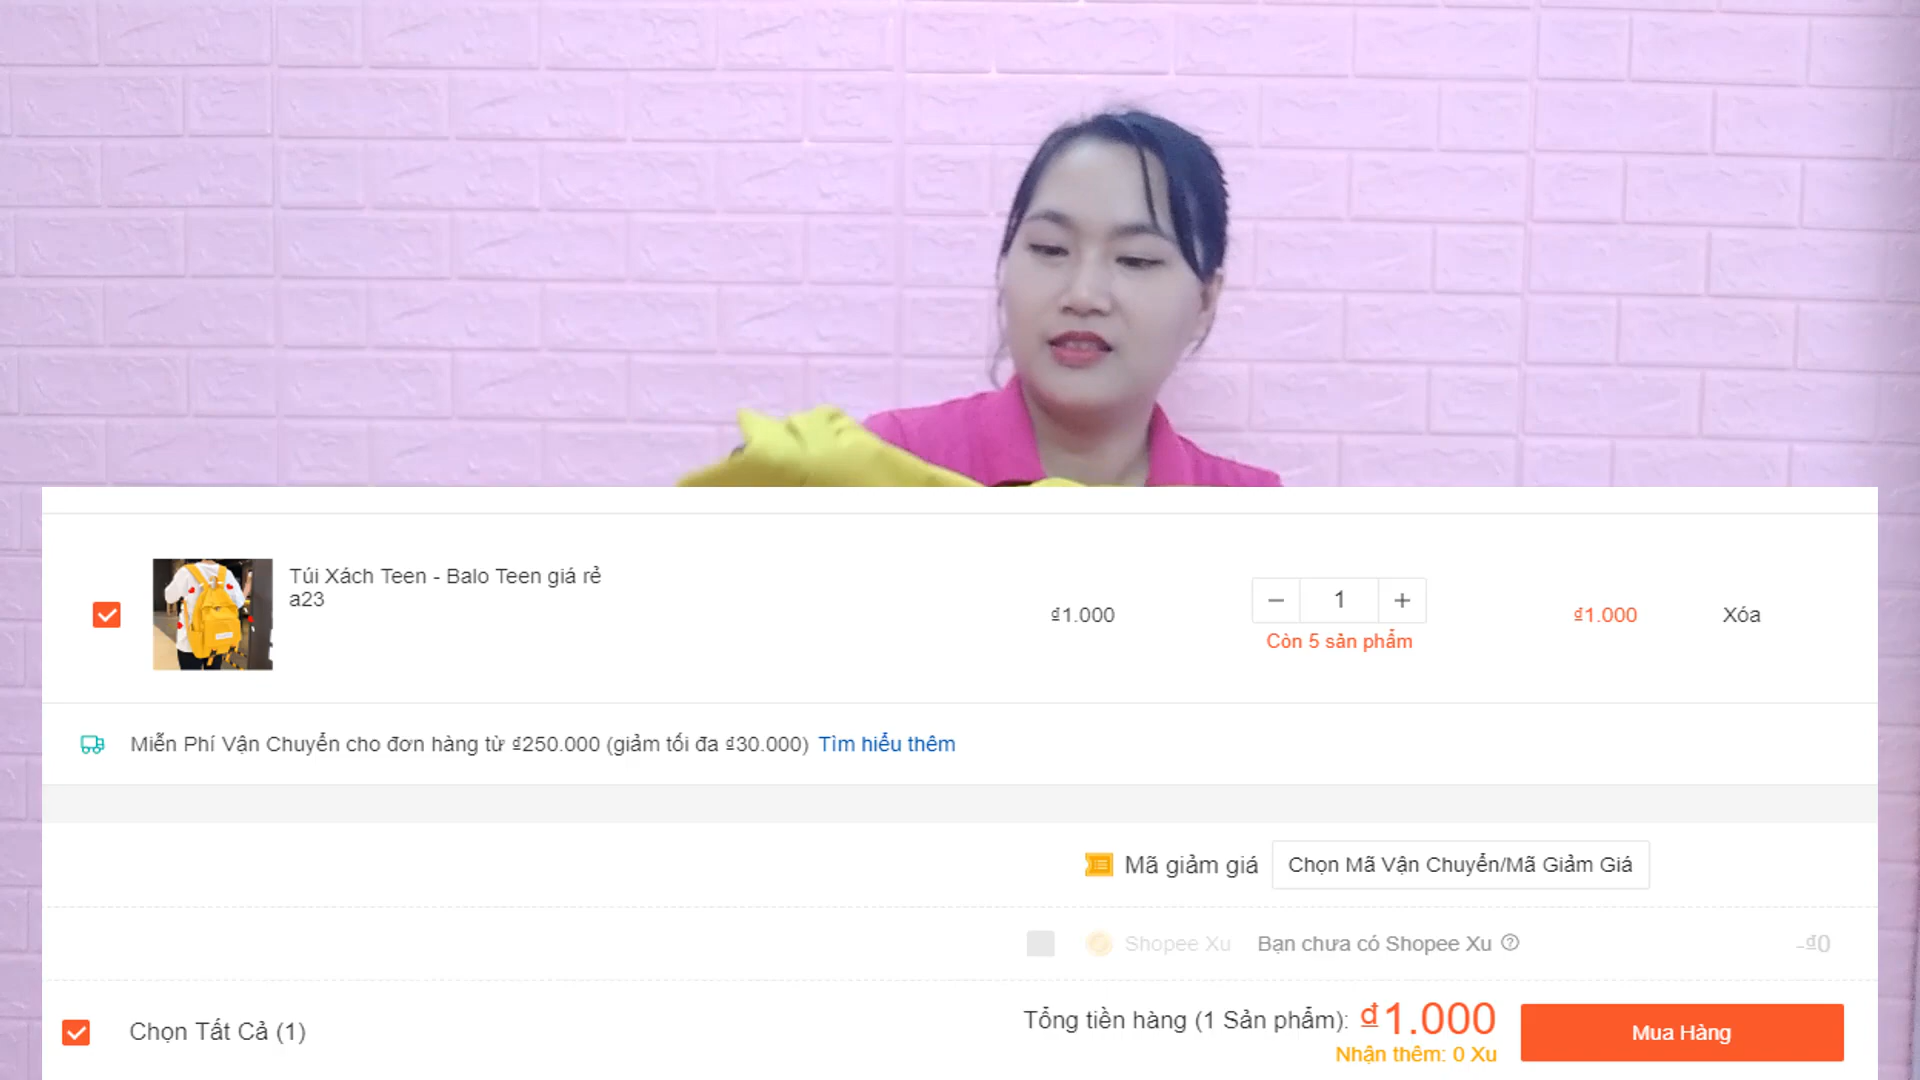 Túi Xách Teen - Balo Teen giá rẻ
a23
₫1.000
1
Còn 5 sản phẩm
₫1.000
Xóa
Miễn Phí Vận Chuyển cho đơn hàng từ ₫250.000 (giảm tối đa ₫30.000) Tìm hiểu thêm
Mã giảm giá
Chọn Mã Vận Chuyển/Mã Giảm Giá
Shopee Xu
Bạn chưa có Shopee Xu
-₫0
Chọn Tất Cả (1)
Tổng tiền hàng (1 Sản phẩm): ₫1.000
Nhận thêm: 0 Xu
Mua Hàng